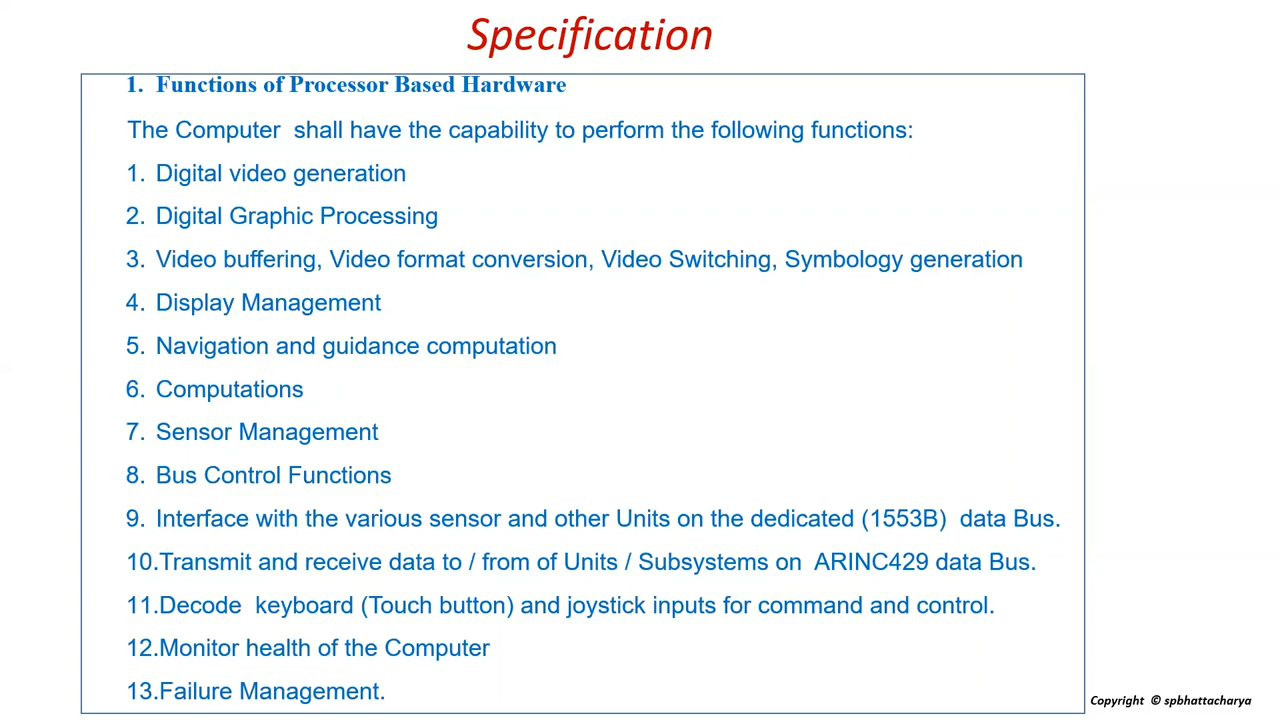 Specification
1. Functions of Processor Based Hardware
The Computer shall have the capability to perform the following functions:
1. Digital video generation
2. Digital Graphic Processing
3. Video buffering, Video format conversion, Video Switching, Symbology generation
4. Display Management
5. Navigation and guidance computation
6. Computations
7. Sensor Management
8. Bus Control Functions
9. Interface with the various sensor and other Units on the dedicated (1553B) data Bus.
10.Transmit and receive data to / from of Units / Subsystems on ARINC429 data Bus.
11.Decode keyboard (Touch button) and joystick inputs for command and control.
12.Monitor health of the Computer
13.Failure Management.
Copyright © spbhattacharya